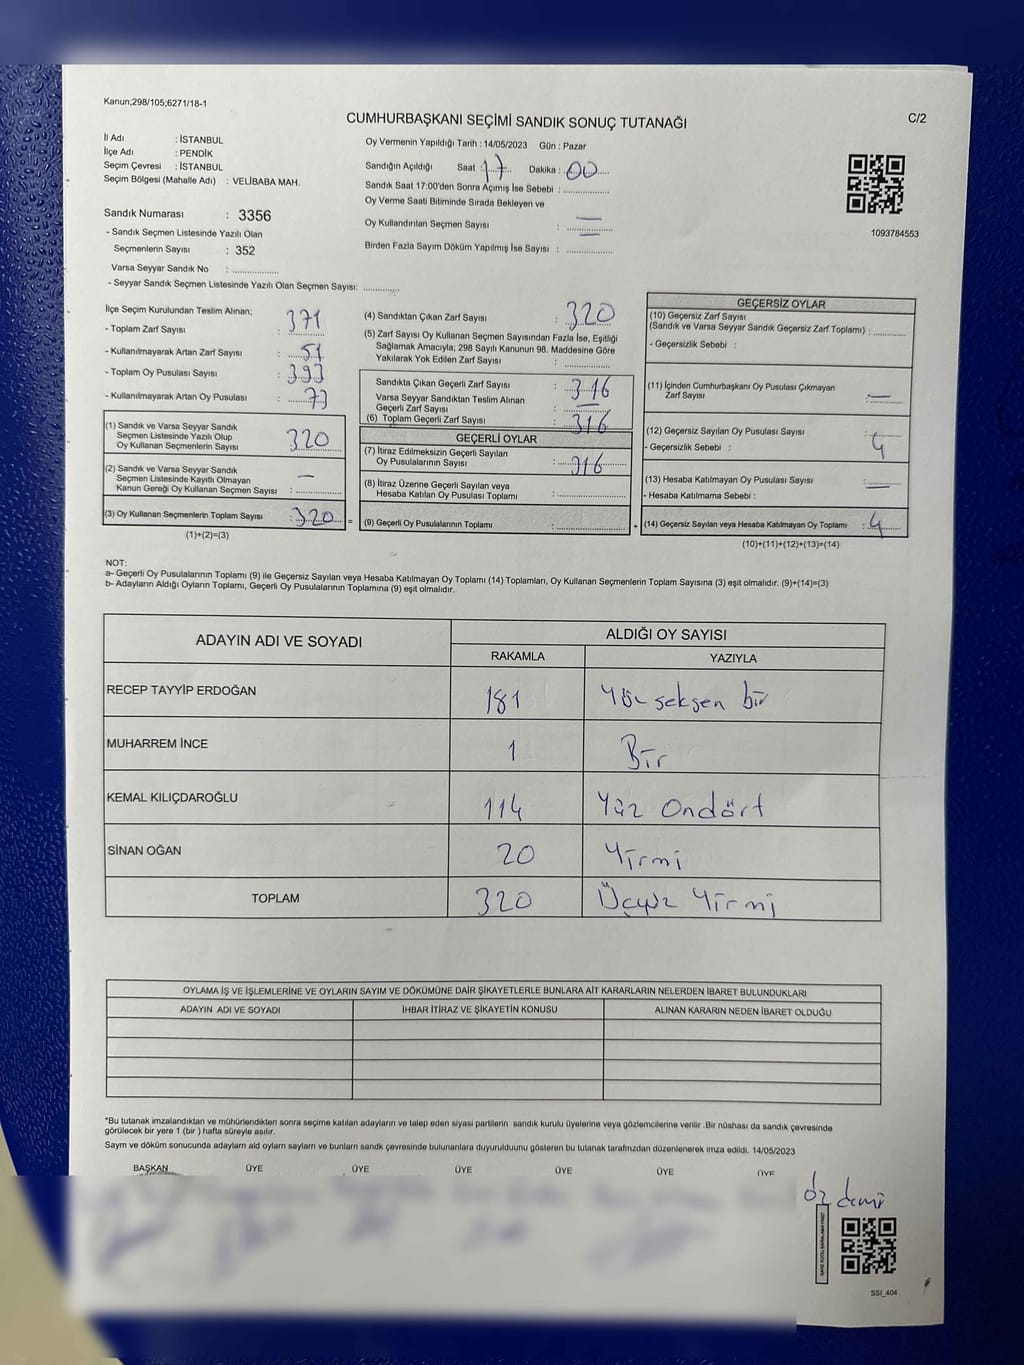 Kanun;298/105;6271/18-1
CUMHURBAŞKANI SEÇİMİ SANDIK SONUÇ TUTANAĞI
C/2
İl Adı : İSTANBUL
İlçe Adı : PENDİK
Seçim Çevresi : İSTANBUL
Seçim Bölgesi (Mahalle Adı) : VELİBABA MAH.
Sandık Numarası : 3356
- Sandık Seçmen Listesinde Yazılı Olan
Seçmenlerin Sayısı : 352
Varsa Seyyar Sandık No : ..............
- Seyyar Sandık Seçmen Listesinde Yazılı Olan Seçmen Sayısı: ............
Oy Vermenin Yapıldığı Tarih : 14/05/2023 Gün : Pazar
Sandığın Açıldığı Saat : 17 Dakika : 00
Sandık Saat 17:00'den Sonra Açımış İse Sebebi : ..............
Oy Verme Saati Bitiminde Sırada Bekleyen ve
Oy Kullandırılan Seçmen Sayısı : —
Birden Fazla Sayım Döküm Yapılmış İse Sayısı : ..............
1093784553
İlçe Seçim Kurulundan Teslim Alınan;
- Toplam Zarf Sayısı : 371
- Kullanılmayarak Artan Zarf Sayısı : 51
- Toplam Oy Pusulası Sayısı : 393
- Kullanılmayarak Artan Oy Pusulası : 73
(1) Sandık ve Varsa Seyyar Sandık
Seçmen Listesinde Yazılı Olup
Oy Kullanan Seçmenlerin Sayısı : 320
(2) Sandık ve Varsa Seyyar Sandık
Seçmen Listesinde Kayıtlı Olmayan
Kanun Gereği Oy Kullanan Seçmen Sayısı : —
(3) Oy Kullanan Seçmenlerin Toplam Sayısı : 320 =
(1)+(2)=(3)
(4) Sandıktan Çıkan Zarf Sayısı : 320
(5) Zarf Sayısı Oy Kullanan Seçmen Sayısından Fazla İse, Eşitliği
Sağlamak Amacıyla; 298 Sayılı Kanunun 98. Maddesine Göre
Yakılarak Yok Edilen Zarf Sayısı : ..............
Sandıkta Çıkan Geçerli Zarf Sayısı : 316
Varsa Seyyar Sandıktan Teslim Alınan
Geçerli Zarf Sayısı : —
(6) Toplam Geçerli Zarf Sayısı : 316
GEÇERLİ OYLAR
(7) İtiraz Edilmeksizin Geçerli Sayılan
Oy Pusulalarının Sayısı : 316
(8) İtiraz Üzerine Geçerli Sayılan veya
Hesaba Katılan Oy Pusulası Toplamı : ..............
(9) Geçerli Oy Pusulalarının Toplamı : .............. +
GEÇERSİZ OYLAR
(10) Geçersiz Zarf Sayısı
(Sandık ve Varsa Seyyar Sandık Geçersiz Zarf Toplamı) : ..........
- Geçersizlik Sebebi :
(11) İçinden Cumhurbaşkanı Oy Pusulası Çıkmayan
Zarf Sayısı : —
(12) Geçersiz Sayılan Oy Pusulası Sayısı : 4
- Geçersizlik Sebebi :
(13) Hesaba Katılmayan Oy Pusulası Sayısı : —
- Hesaba Katılmama Sebebi :
(14) Geçersiz Sayılan veya Hesaba Katılmayan Oy Toplamı : 4
(10)+(11)+(12)+(13)=(14)
NOT:
a- Geçerli Oy Pusulalarının Toplamı (9) ile Geçersiz Sayılan veya Hesaba Katılmayan Oy Toplamı (14) Toplamları, Oy Kullanan Seçmenlerin Toplam Sayısına (3) eşit olmalıdır. (9)+(14)=(3)
b- Adayların Aldığı Oyların Toplamı, Geçerli Oy Pusulalarının Toplamına (9) eşit olmalıdır.
ADAYIN ADI VE SOYADI ALDIĞI OY SAYISI
RAKAMLA YAZIYLA
RECEP TAYYİP ERDOĞAN 181 Yüz seksen bir
MUHARREM İNCE 1 Bir
KEMAL KILIÇDAROĞLU 114 Yüz Ondört
SİNAN OĞAN 20 Yirmi
TOPLAM 320 Üçyüz Yirmi
OYLAMA İŞ VE İŞLEMLERİNE VE OYLARIN SAYIM VE DÖKÜMÜNE DAİR ŞİKAYETLERLE BUNLARA AİT KARARLARIN NELERDEN İBARET BULUNDUKLARI
ADAYIN ADI VE SOYADI İHBAR İTİRAZ VE ŞİKAYETİN KONUSU ALINAN KARARIN NEDEN İBARET OLDUĞU
*Bu tutanak imzalandıktan ve mühürlendikten sonra seçime katılan adayların ve talep eden siyasi partilerin sandık kurulu üyelerine veya gözlemcilerine verilir .Bir nüshası da sandık çevresinde
görülecek bir yere 1 (bir ) hafta süreyle asılır.
Saym ve döküm sonucunda adaylarn ald oylarn saylarn ve bunlarn sandk çevresinde bulunanlara duyurulduunu gösteren bu tutanak tarafmzdan düzenlenerek imza edildi. 14/05/2023
BAŞKAN ÜYE ÜYE ÜYE ÜYE ÜYE ÜYE
SSI_404